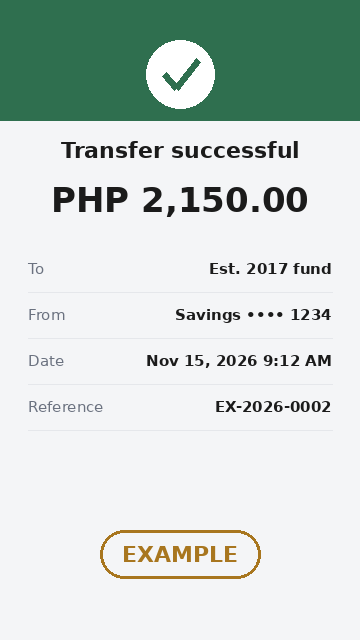 Transfer successful
PHP 2,150.00
To Est. 2017 fund
From Savings •••• 1234
Date Nov 15, 2026 9:12 AM
Reference EX-2026-0002
EXAMPLE